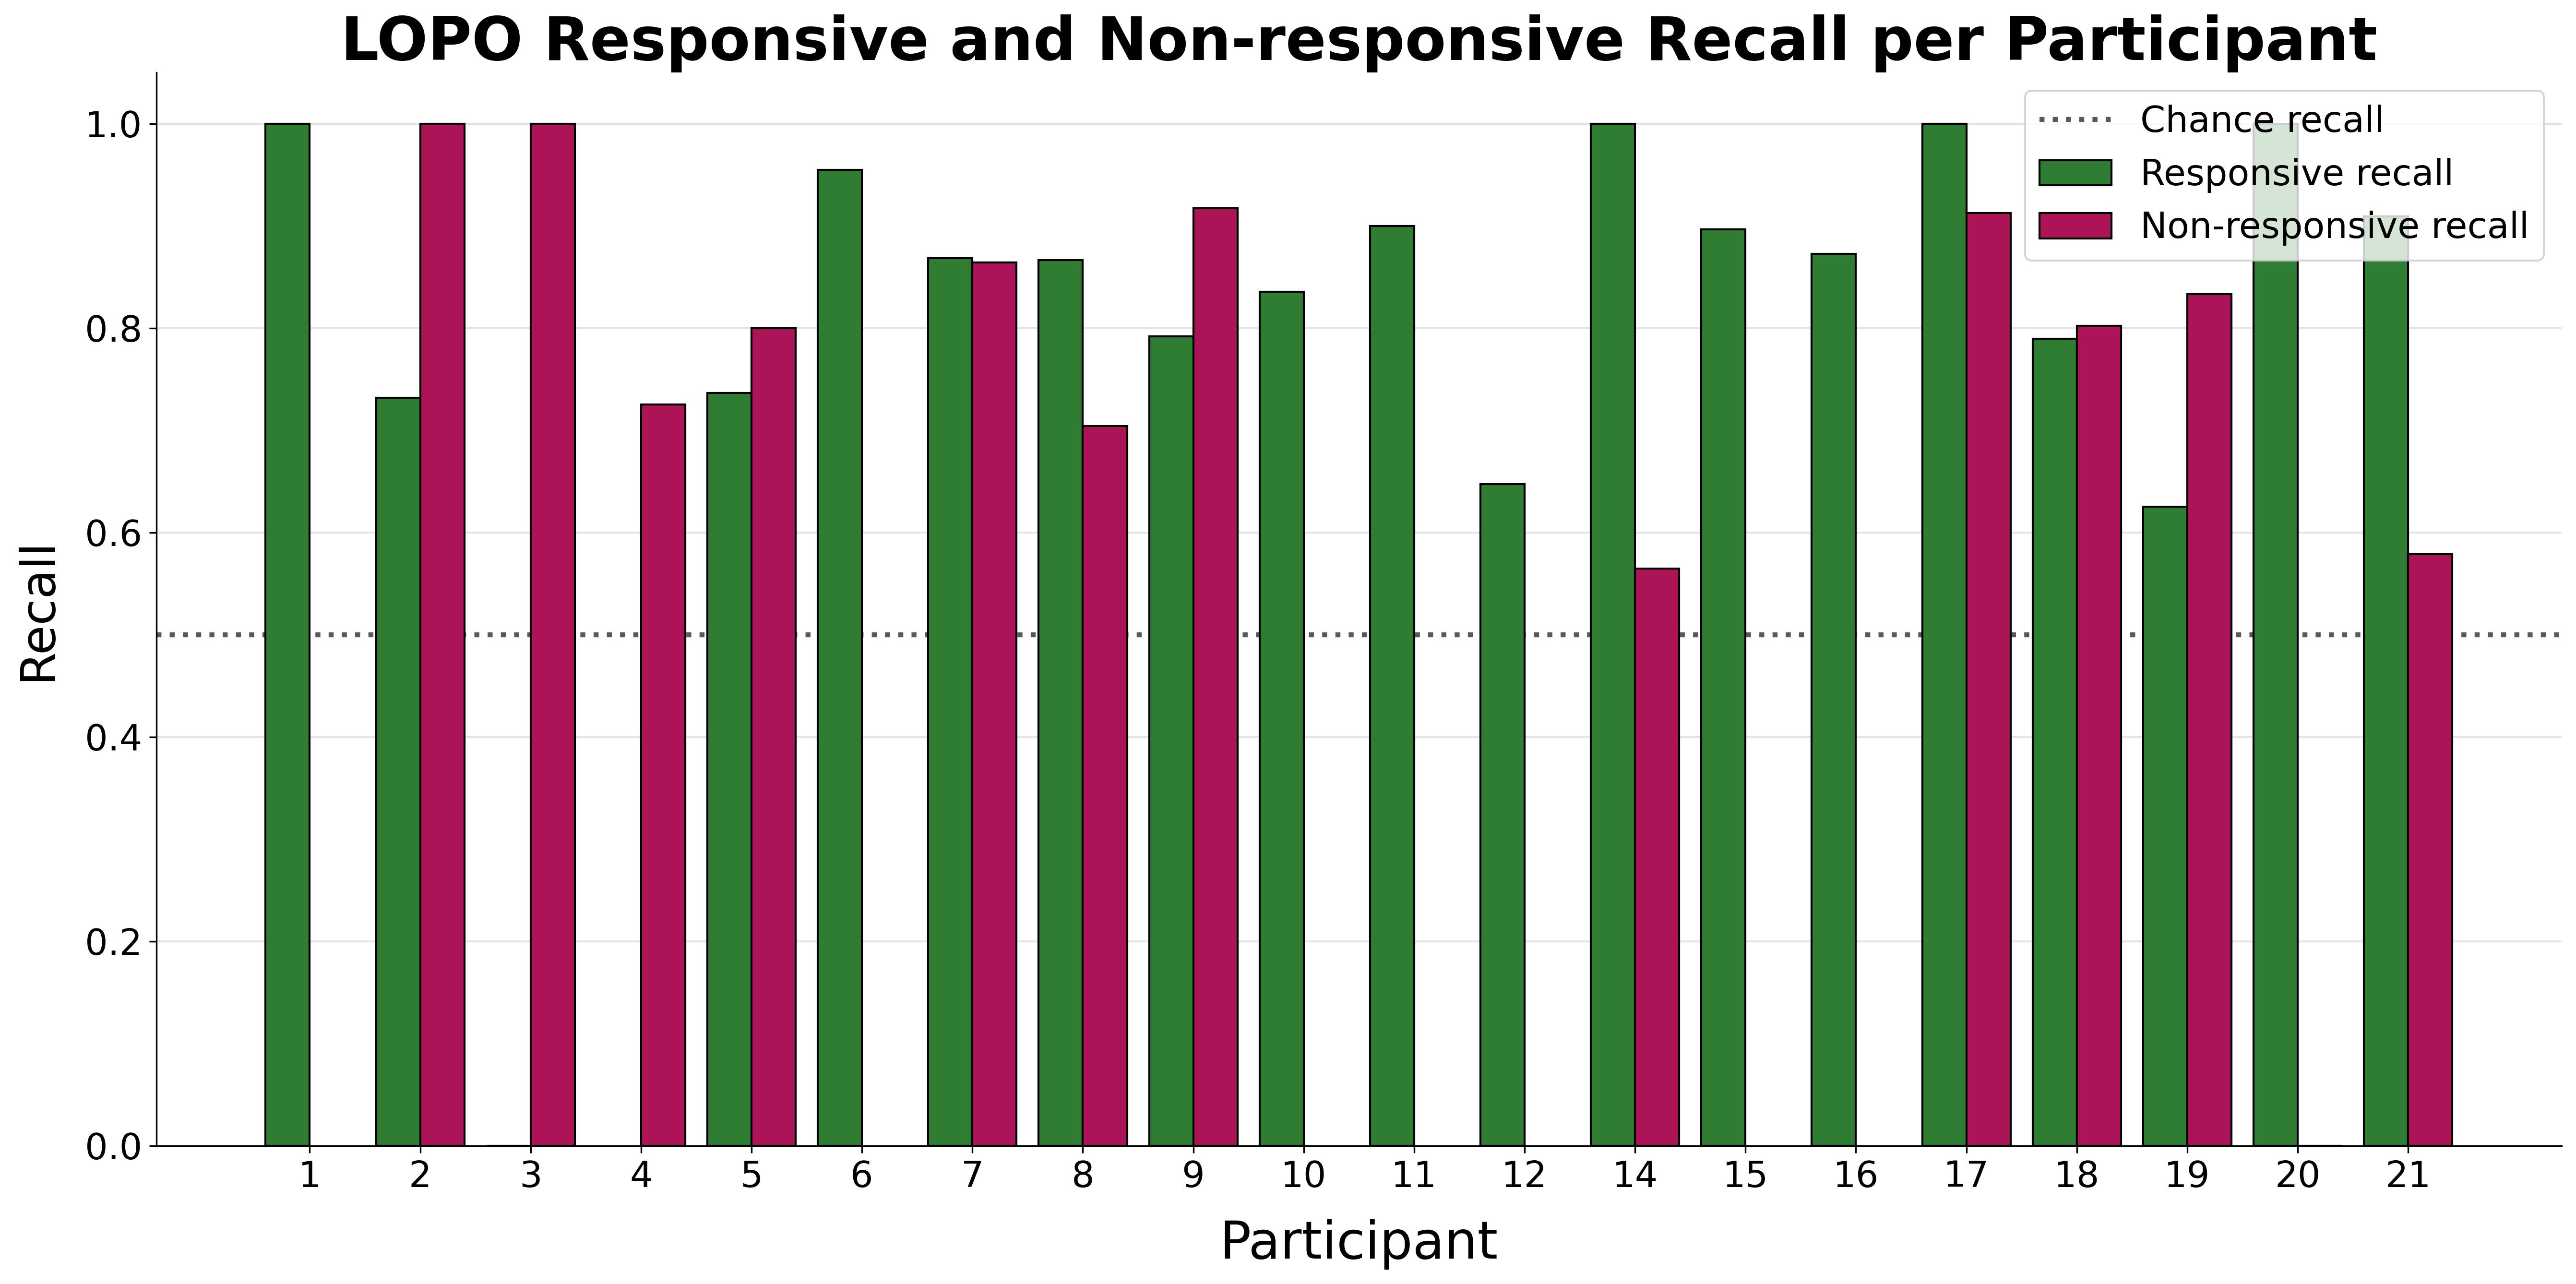 LOPO Responsive and Non-responsive Recall per Participant
Chance recall
Responsive recall
Non-responsive recall
1.0
0.8
0.6
0.4
0.2
0.0
Recall
1 2 3 4 5 6 7 8 9 10 11 12 14 15 16 17 18 19 20 21
Participant